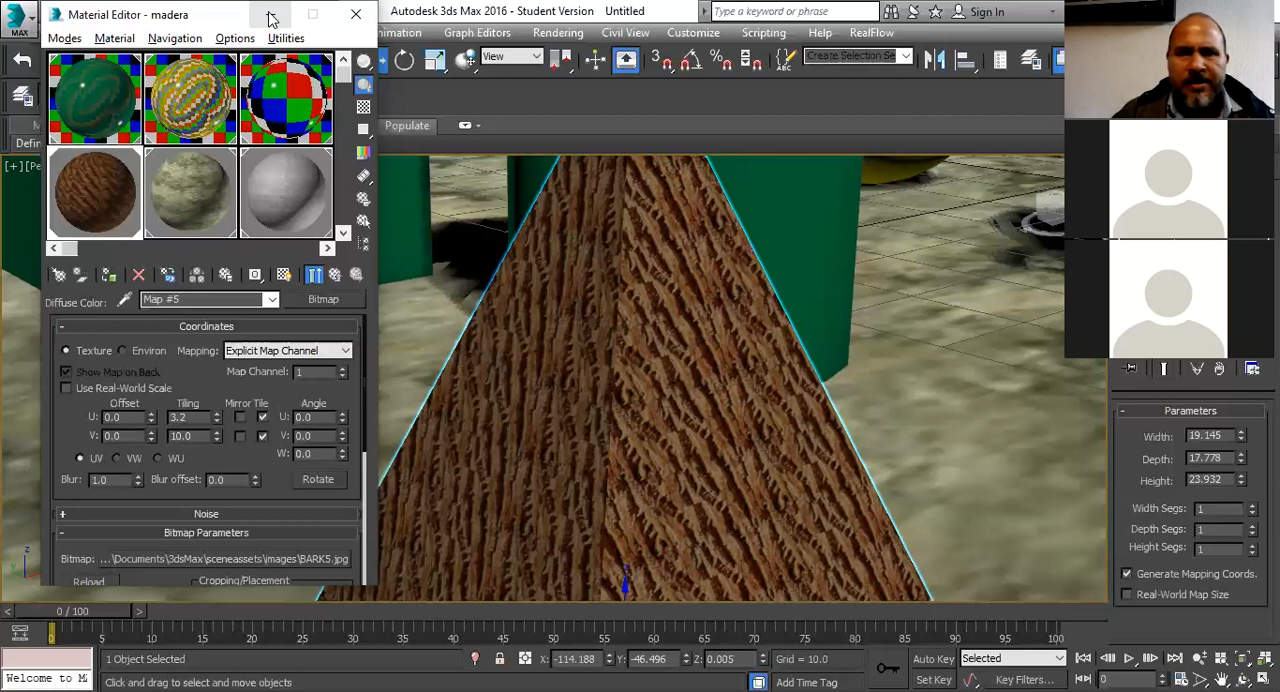 Material Editor - madera
Autodesk 3ds Max 2016 - Student Version Untitled
Type a keyword or phrase
Sign In
MAX
Modes Material Navigation Options Utilities
Graph Editors Rendering Civil View Customize Scripting Help RealFlow
View
3
%
Create Selection Se
Populate
Defin
Diffuse Color: Map #5 Bitmap
- Coordinates
Texture Environ Mapping: Explicit Map Channel
Show Map on Back Map Channel: 1
Use Real-World Scale
Offset Tiling Mirror Tile Angle
U: 0.0 3.2 U: 0.0
V: 0.0 10.0 V: 0.0
W: 0.0
UV VW WU
Blur: 1.0 Blur offset: 0.0 Rotate
+ Noise
- Bitmap Parameters
Bitmap: ...\Documents\3dsMax\sceneassets\images\BARK5.jpg
Reload Cropping/Placement
- Parameters
Width: 19.145
Depth: 17.778
Height: 23.932
Width Segs: 1
Depth Segs: 1
Height Segs: 1
Generate Mapping Coords.
Real-World Map Size
z
< 0 / 100 >
0 5 10 15 20 25 30 35 40 45 50 55 60 65 70 75 80 85 90 95 100
1 Object Selected X: -114.188 Y: -46.496 Z: 0.005 Grid = 10.0 Auto Key Selected
Welcome to M Click and drag to select and move objects Add Time Tag Set Key Key Filters... 0